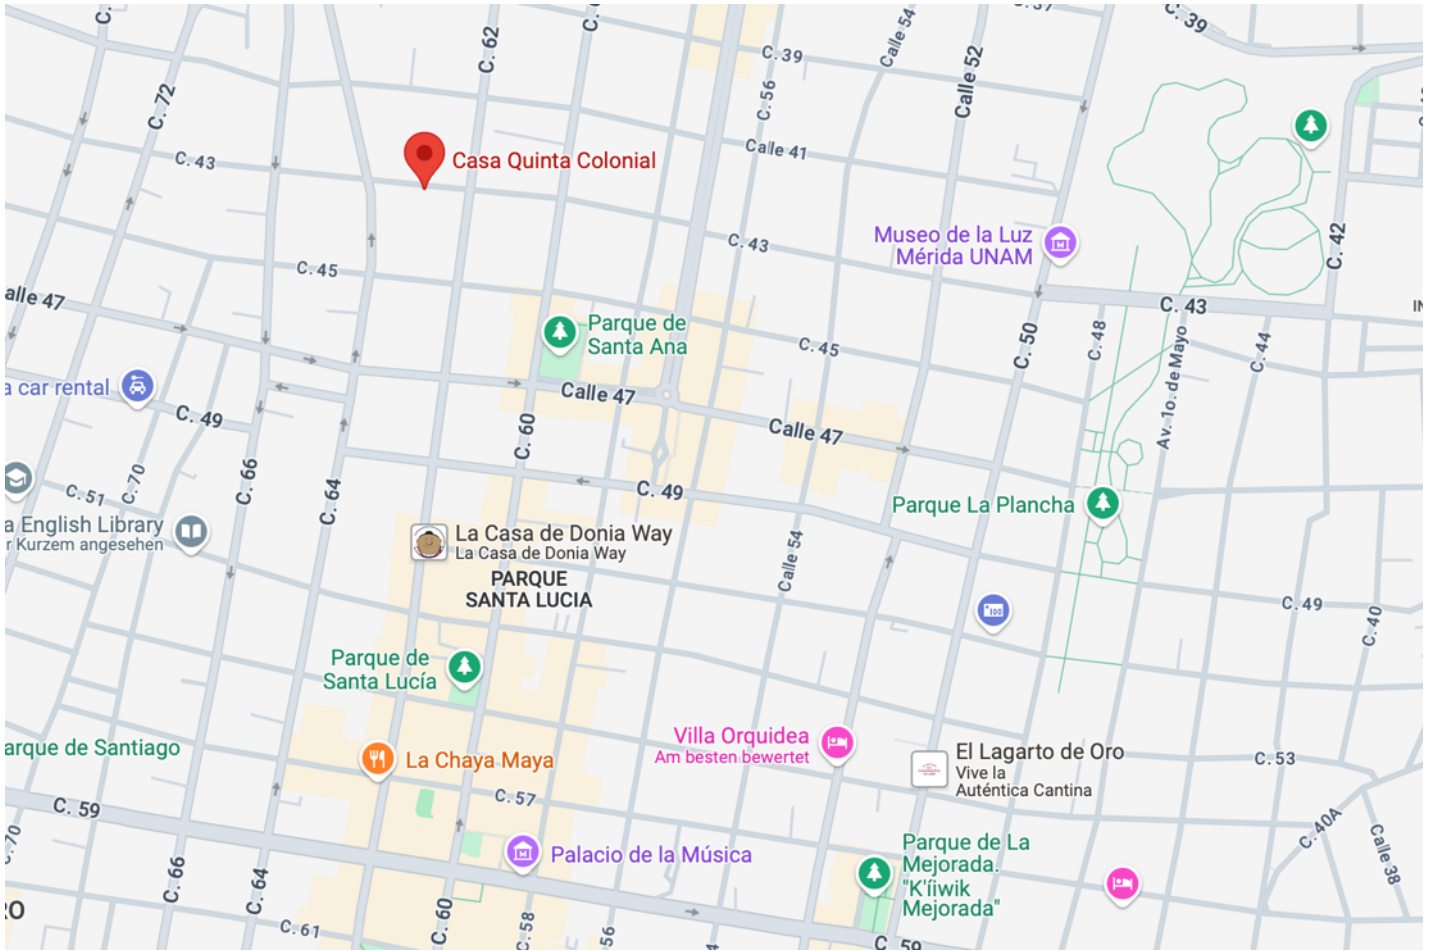 C.
C. 62
C.
Calle 54
C. 39
C. 39
C. 72
C. 56
Calle 52
Calle 41
C. 43
Casa Quinta Colonial
C. 43
Museo de la Luz
Mérida UNAM
C. 42
C. 45
alle 47
C. 43
Parque de
Santa Ana
C. 45
C. 50
C. 48
Av. 1o. de Mayo
C. 44
a car rental
Calle 47
Calle 47
C. 49
C. 60
C. 66
C. 70
C. 51
C. 64
C. 49
Parque La Plancha
a English Library
r Kurzem angesehen
La Casa de Donia Way
La Casa de Donia Way
PARQUE
SANTA LUCIA
Calle 54
100
C. 49
C. 40
Parque de
Santa Lucía
Villa Orquidea
Am besten bewertet
El Lagarto de Oro
Vive la
Auténtica Cantina
arque de Santiago
La Chaya Maya
C. 53
C. 59
C. 57
C. 40A
Calle 38
C. 70
Palacio de la Música
Parque de La
Mejorada.
"K'íiwik
Mejorada"
C. 66
C. 64
C. 60
C. 58
C. 61
56
C. 59